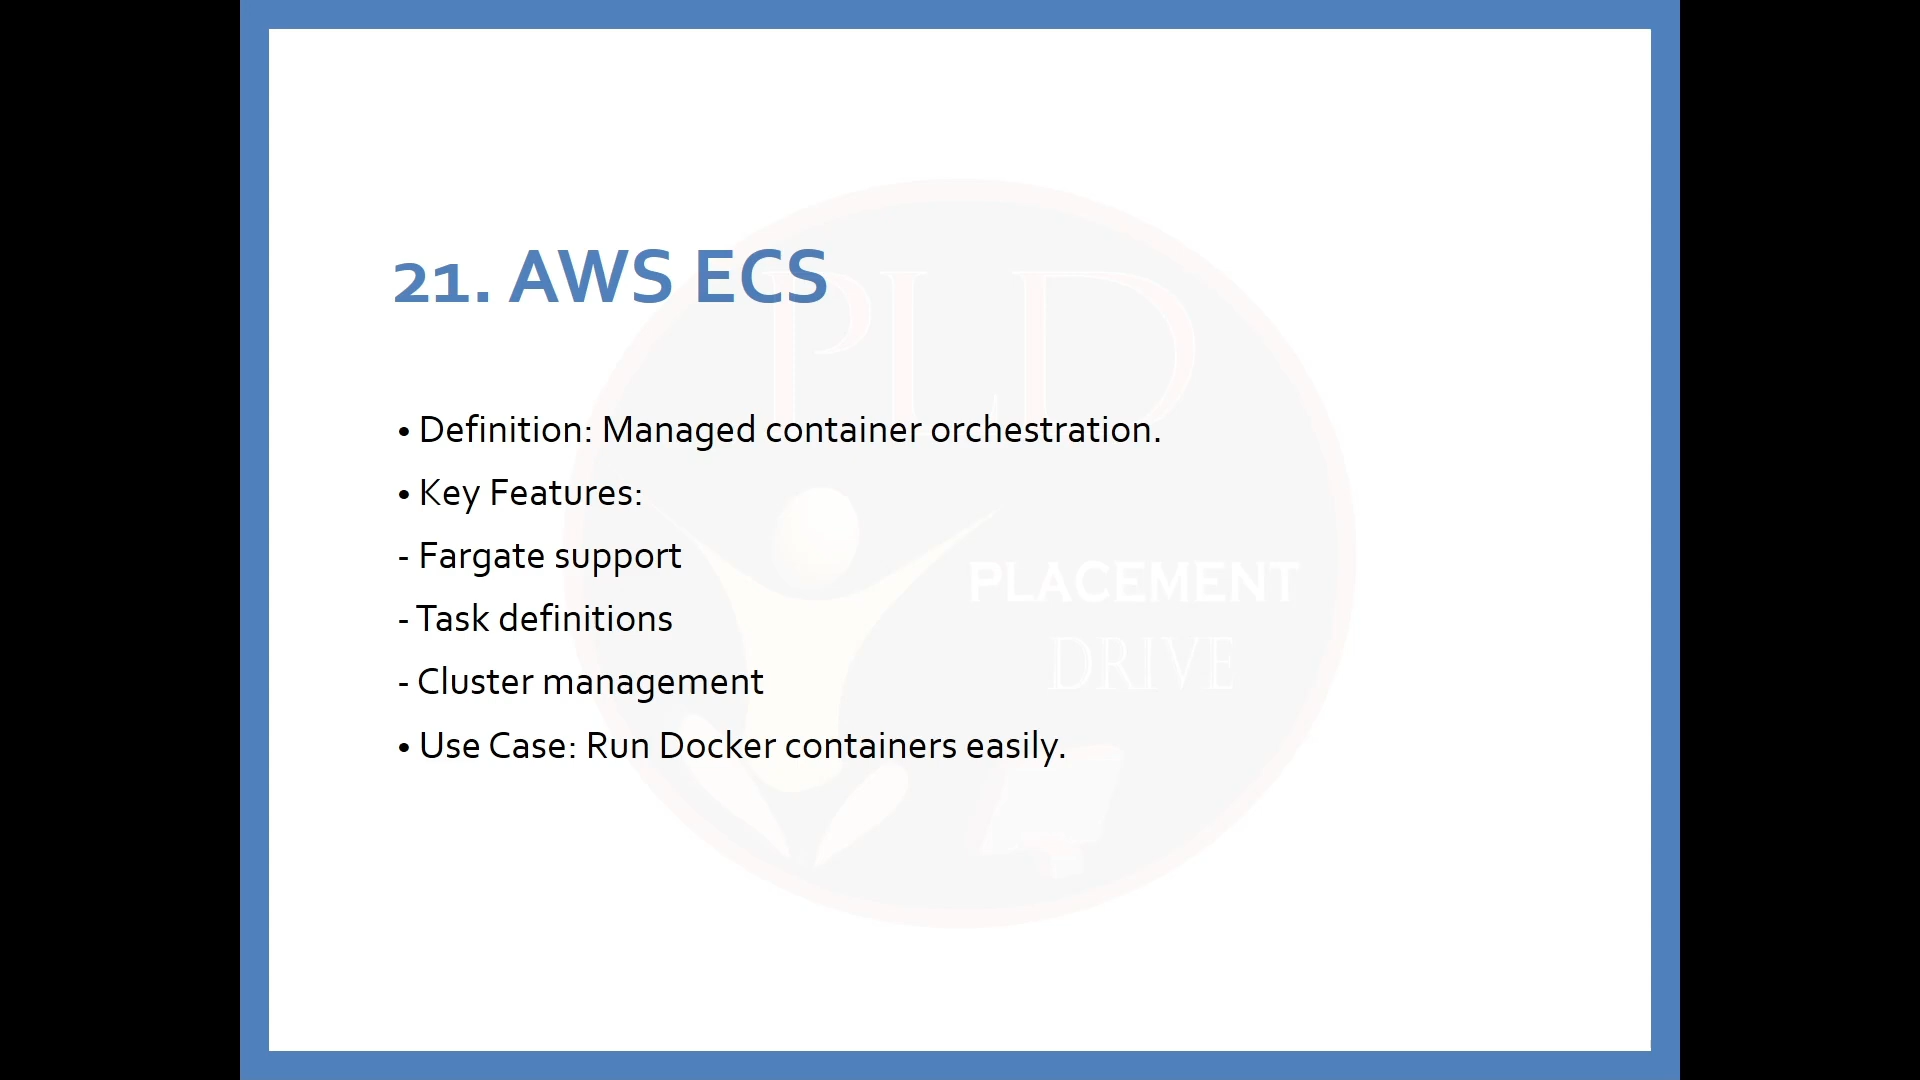 21. AWS ECS
• Definition: Managed container orchestration.
• Key Features:
- Fargate support
- Task definitions
- Cluster management
• Use Case: Run Docker containers easily.
PLD
PLACEMENT
DRIVE